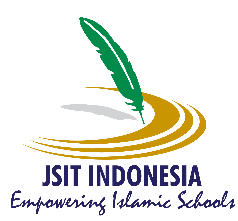 JSIT INDONESIA
Empowering Islamic Schools